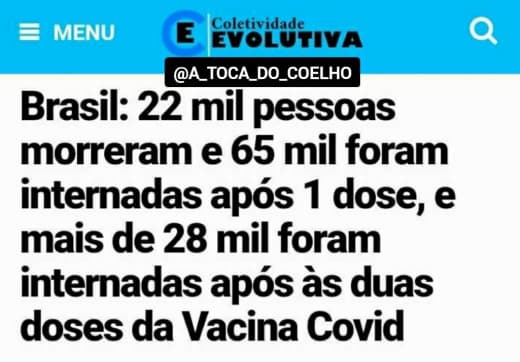 MENU
CE Coletividade
EVOLUTIVA
@A_TOCA_DO_COELHO
Brasil: 22 mil pessoas
morreram e 65 mil foram
internadas após 1 dose, e
mais de 28 mil foram
internadas após às duas
doses da Vacina Covid